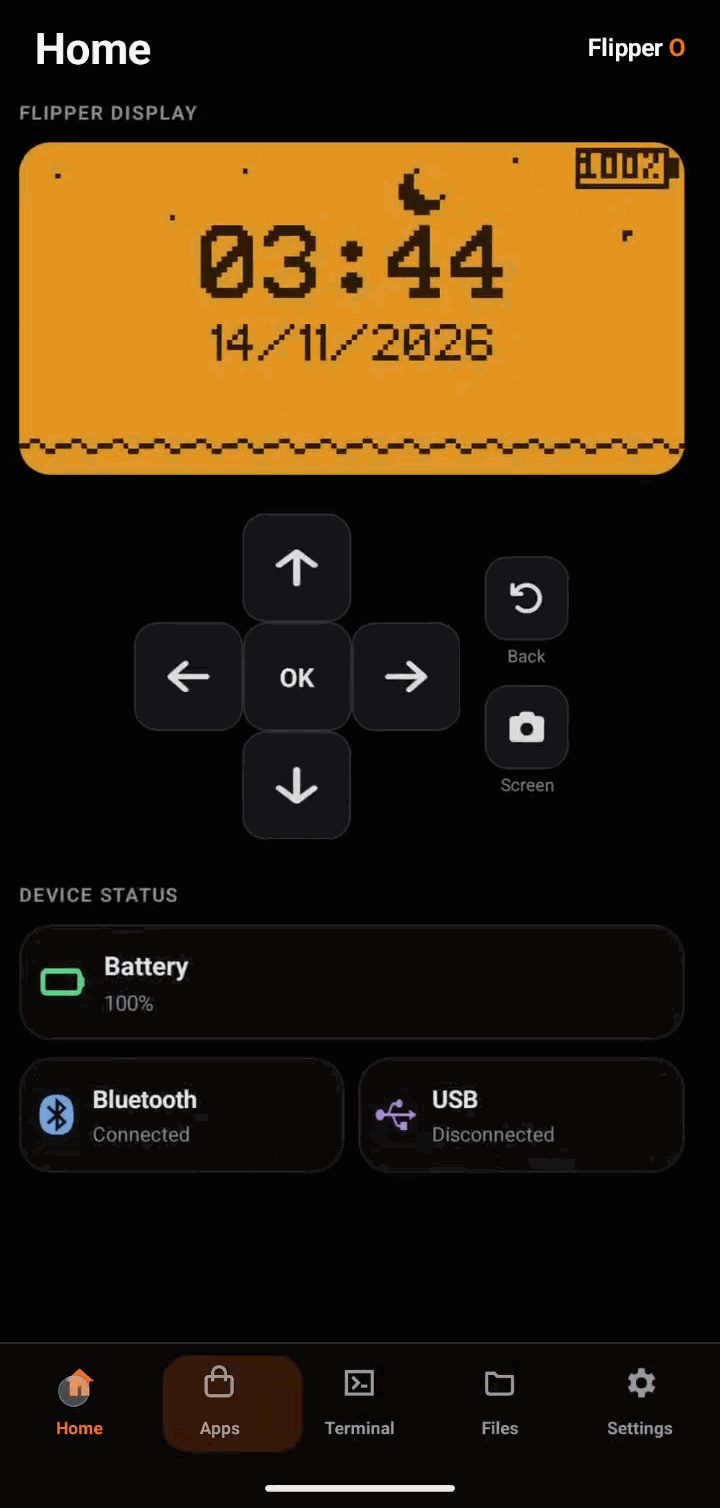 Home
Flipper O
FLIPPER DISPLAY
100%
03:44
14/11/2026
OK
Back
Screen
DEVICE STATUS
Battery
100%
Bluetooth
Connected
USB
Disconnected
Home
Apps
Terminal
Files
Settings